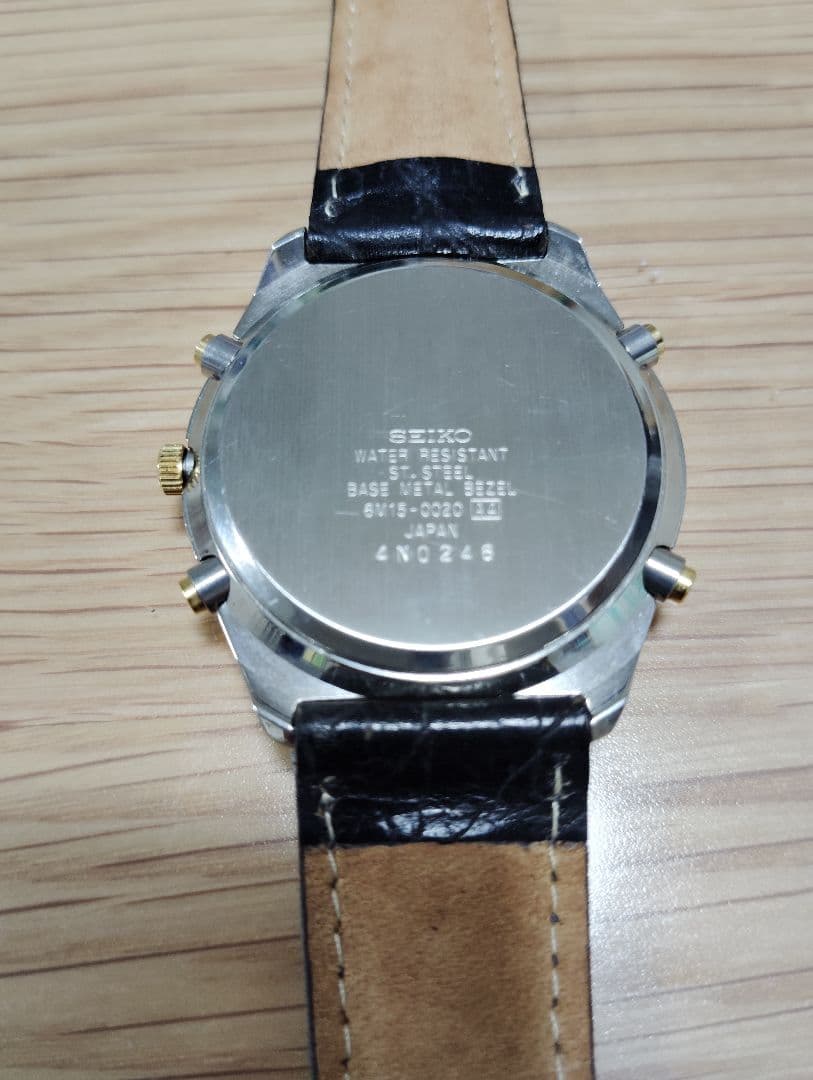 SEIKO
WATER RESISTANT
ST. STEEL
BASE METAL BEZEL
6M15-0020
JAPAN
4N0246